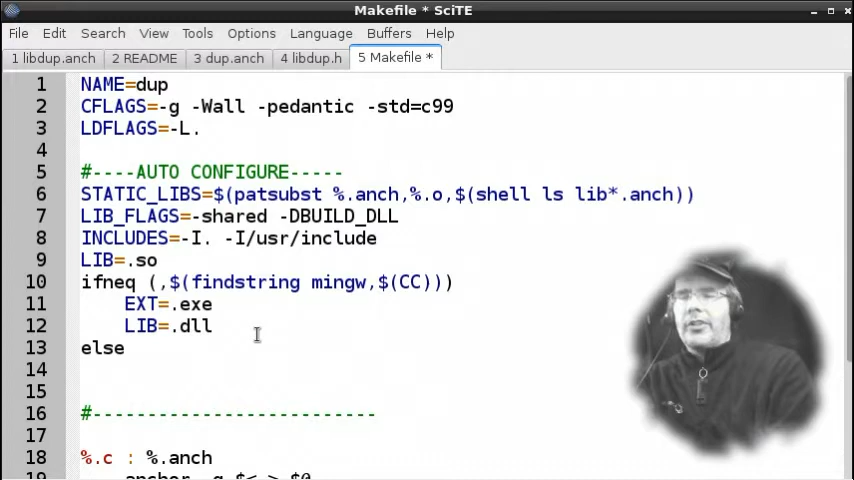 Makefile * SciTE
File Edit Search View Tools Options Language Buffers Help
1 libdup.anch 2 README 3 dup.anch 4 libdup.h 5 Makefile *
1 NAME=dup
2 CFLAGS=-g -Wall -pedantic -std=c99
3 LDFLAGS=-L.
4
5 #----AUTO CONFIGURE-----
6 STATIC_LIBS=$(patsubst %.anch,%.o,$(shell ls lib*.anch))
7 LIB_FLAGS=-shared -DBUILD_DLL
8 INCLUDES=-I. -I/usr/include
9 LIB=.so
10 ifneq (,$(findstring mingw,$(CC)))
11 EXT=.exe
12 LIB=.dll
13 else
14
15
16 #--------------------------
17
18 %.c : %.anch
19 anchor -g $< > $@